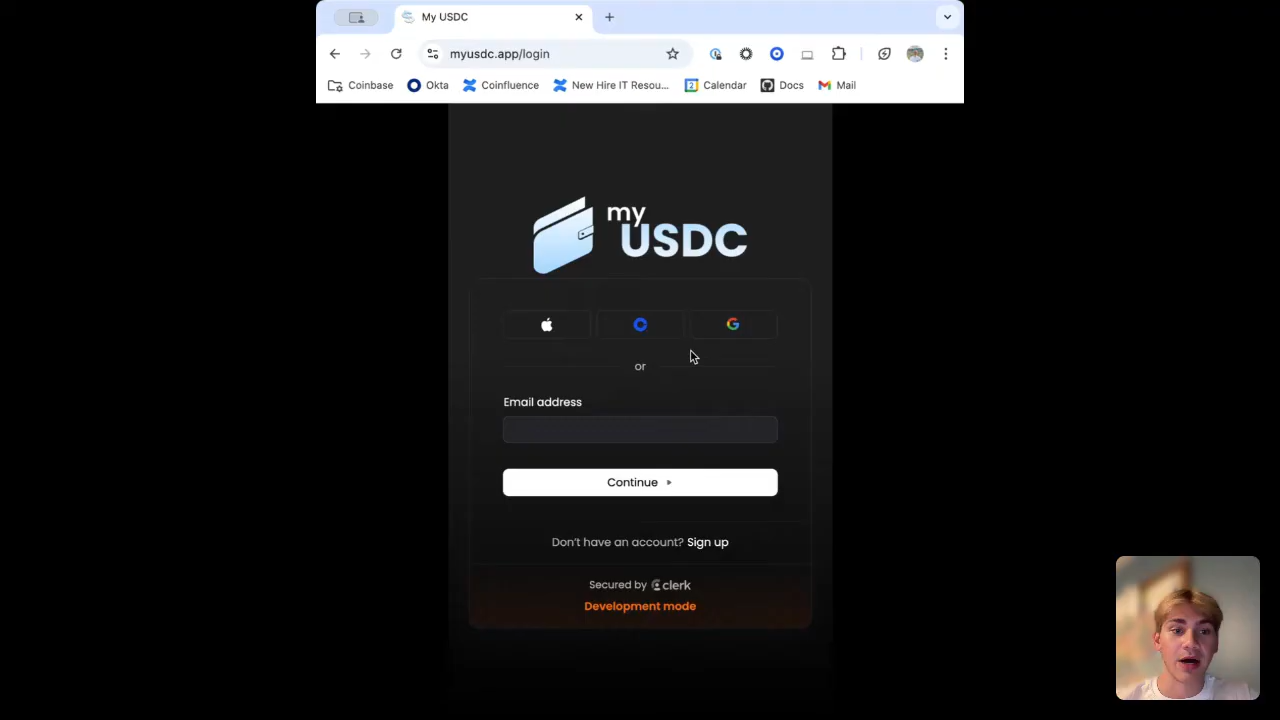 My USDC
myusdc.app/login
Coinbase
Okta
Coinfluence
New Hire IT Resou...
2
Calendar
Docs
Mail
my
USDC
or
Email address
Continue
Don't have an account? Sign up
Secured by clerk
Development mode